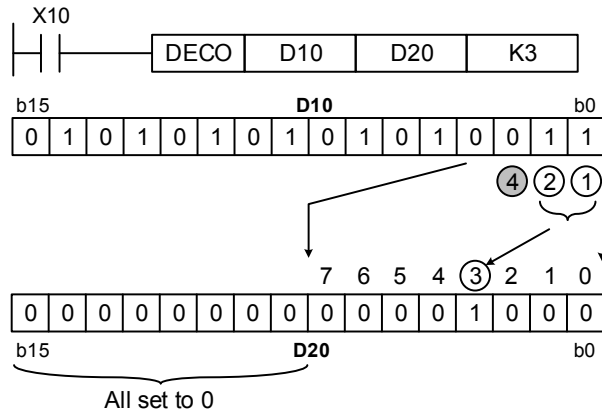 X10
DECO D10 D20 K3
b15 D10 b0
0 1 0 1 0 1 0 1 0 1 0 1 0 0 1 1
4 2 1
7 6 5 4 3 2 1 0
0 0 0 0 0 0 0 0 0 0 0 0 1 0 0 0
b15 D20 b0
All set to 0